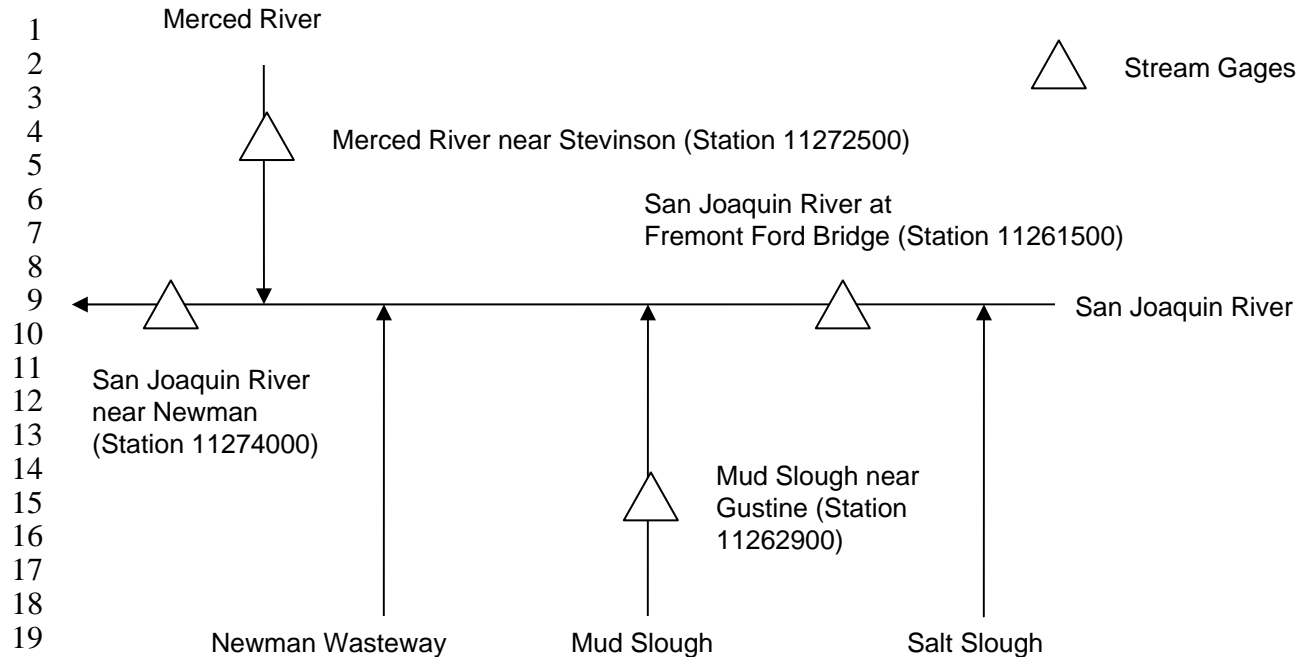 1
2
3
4
5
6
7
8
9
10
11
12
13
14
15
16
17
18
19
Merced River
Stream Gages
Merced River near Stevinson (Station 11272500)
San Joaquin River at
Fremont Ford Bridge (Station 11261500)
San Joaquin River
San Joaquin River
near Newman
(Station 11274000)
Mud Slough near
Gustine (Station
11262900)
Newman Wasteway
Mud Slough
Salt Slough